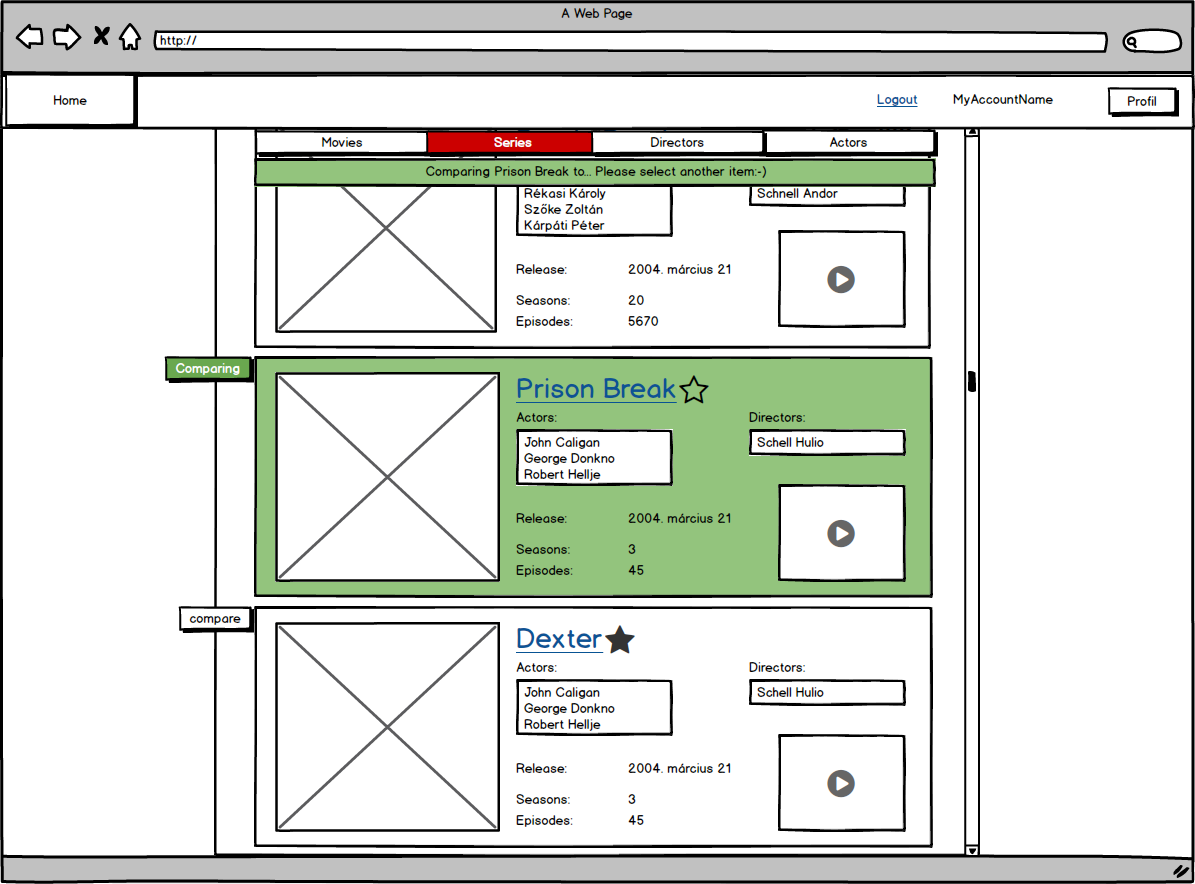 A Web Page
http://
Home
Logout
MyAccountName
Profil
Movies
Series
Directors
Actors
Comparing Prison Break to... Please select another item:-)
Rékasi Károly
Szőke Zoltán
Kárpáti Péter
Schnell Andor
Release: 2004. március 21
Seasons: 20
Episodes: 5670
Comparing
Prison Break
Actors:
John Caligan
George Donkno
Robert Hellje
Directors:
Schell Hulio
Release: 2004. március 21
Seasons: 3
Episodes: 45
compare
Dexter
Actors:
John Caligan
George Donkno
Robert Hellje
Directors:
Schell Hulio
Release: 2004. március 21
Seasons: 3
Episodes: 45